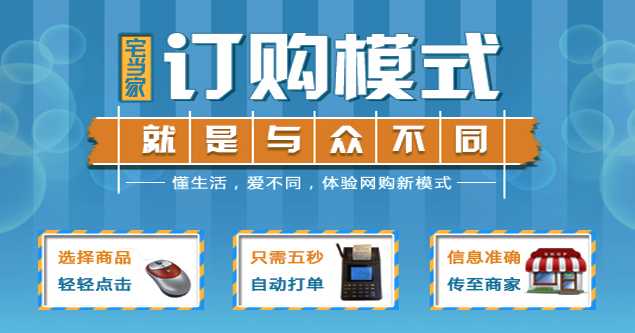 宅当家
订购模式
就是与众不同
懂生活，爱不同，体验网购新模式
选择商品
轻轻点击
只需五秒
自动打单
信息准确
传至商家